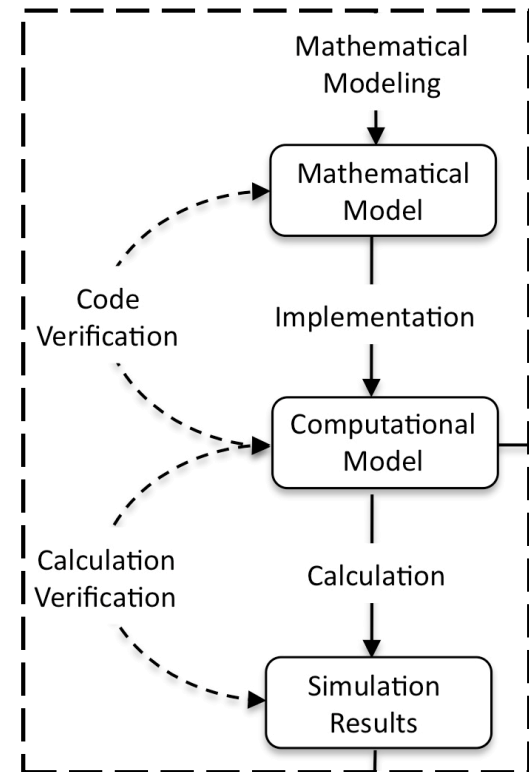 Mathematical
Modeling
Mathematical
Model
Code
Verification
Implementation
Computational
Model
Calculation
Verification
Calculation
Simulation
Results